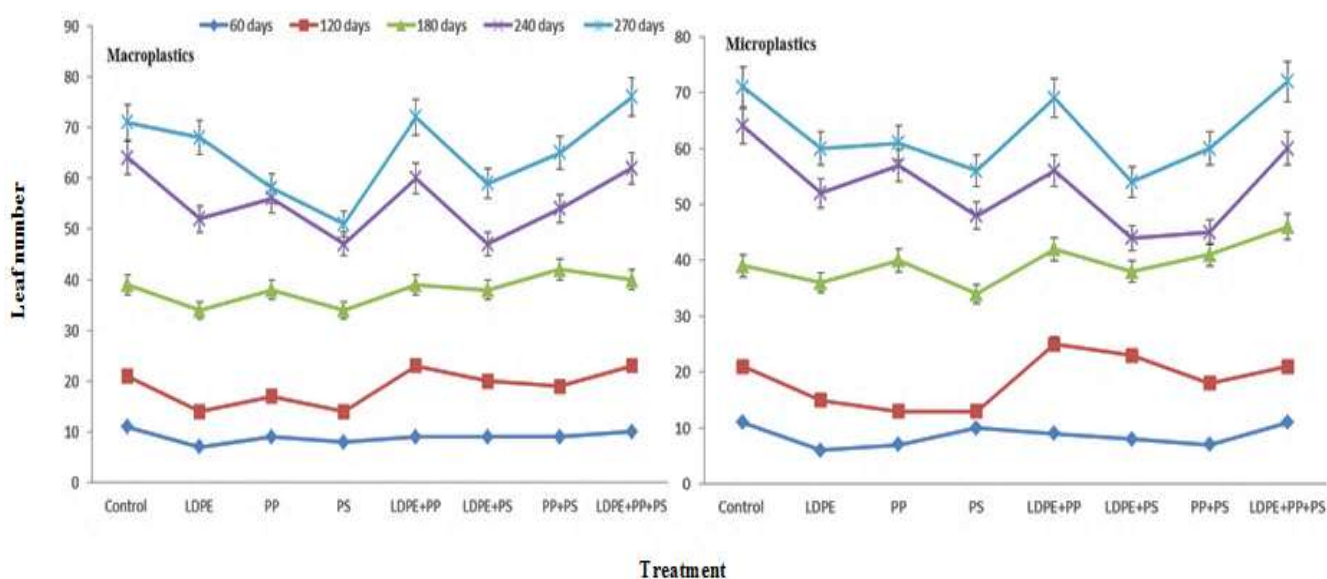 60 days 120 days 180 days 240 days 270 days
Macroplastics
90
80
70
60
50
40
30
20
10
0
Control LDPE PP PS LDPE+PP LDPE+PS PP+PS LDPE+PP+PS
Leaf number
Microplastics
80
70
60
50
40
30
20
10
0
Control LDPE PP PS LDPE+PP LDPE+PS PP+PS LDPE+PP+PS
Treatment